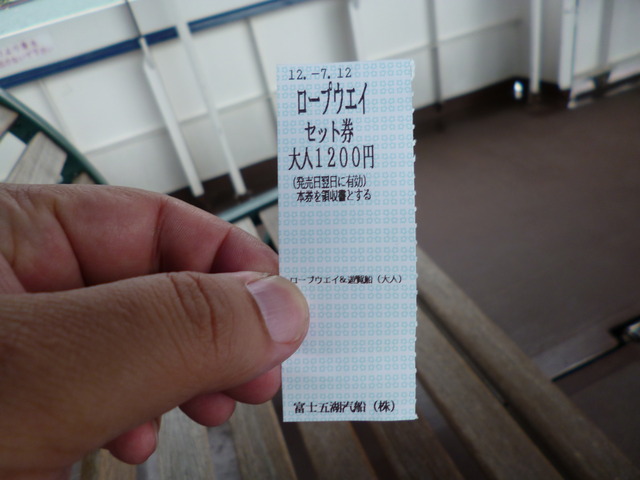 12.-7.12
ロープウエイ
セット券
大人1200円
(発売日翌日に有効)
本券を領収書とする
ロープウエイ&遊覧船(大人)
富士五湖汽船(株)